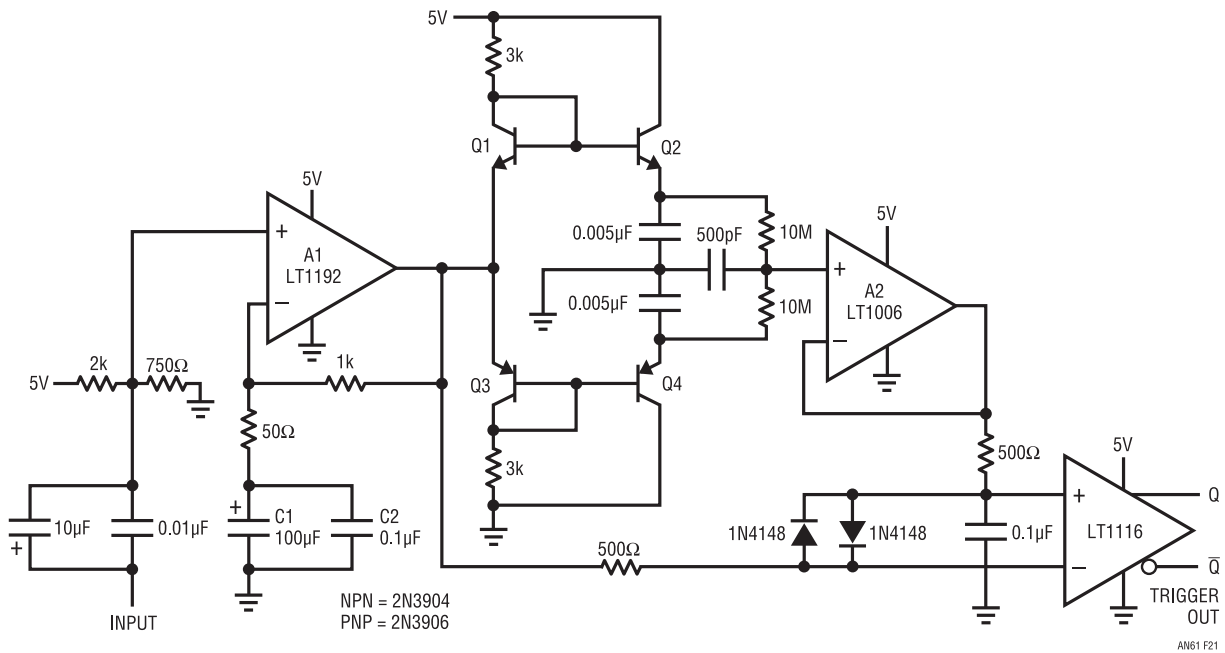 5V
3k
Q1
Q2
5V
A1
LT1192
+
−
0.005µF
500pF
10M
0.005µF
10M
5V
+
A2
LT1006
−
2k
750Ω
5V
1k
Q3
Q4
50Ω
3k
500Ω
5V
10µF
+
0.01µF
+
C1
100µF
C2
0.1µF
500Ω
1N4148
1N4148
0.1µF
+
LT1116
−
Q
Q̅
INPUT
NPN = 2N3904
PNP = 2N3906
TRIGGER
OUT
AN61 F21